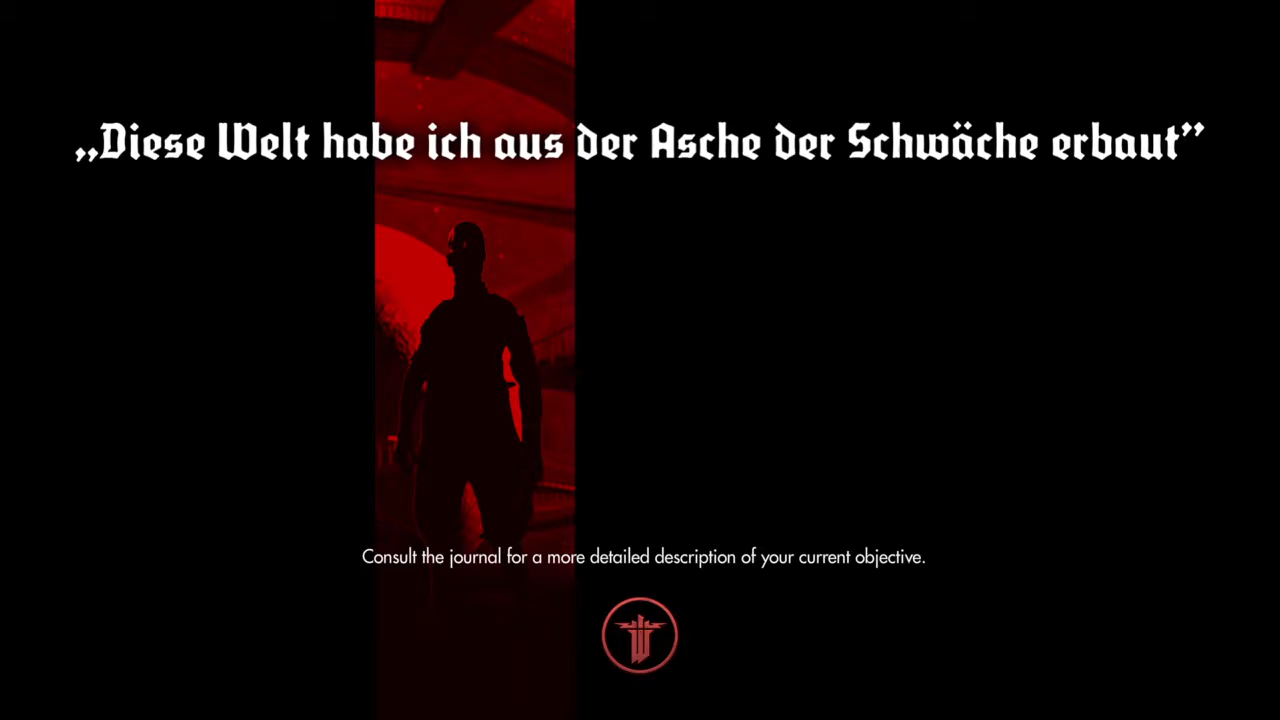 „Diese Welt habe ich aus der Asche der Schwäche erbaut”
Consult the journal for a more detailed description of your current objective.